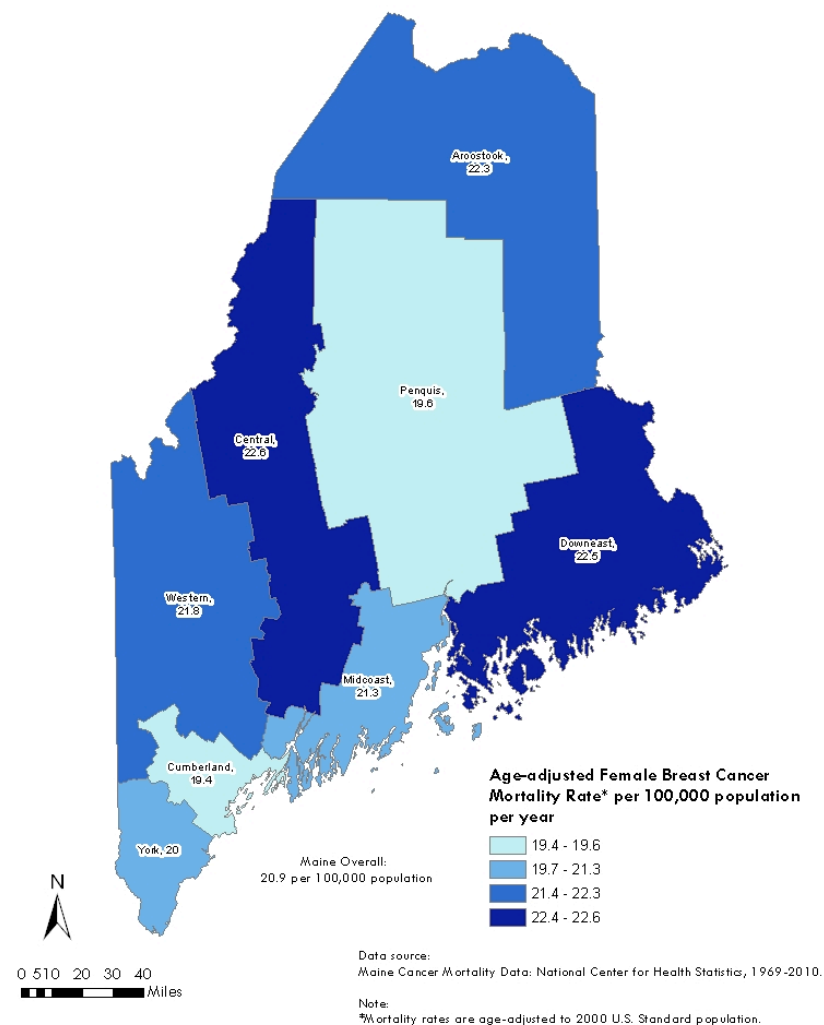 Aroostook,
22.3
Penquis,
19.6
Central,
22.6
Downeast,
22.5
Western,
21.8
Midcoast,
21.3
Cumberland,
19.4
York, 20
Age-adjusted Female Breast Cancer
Mortality Rate* per 100,000 population
per year
19.4 - 19.6
19.7 - 21.3
21.4 - 22.3
22.4 - 22.6
Maine Overall:
20.9 per 100,000 population
N
0 510 20 30 40
Miles
Data source:
Maine Cancer Mortality Data: National Center for Health Statistics, 1969-2010.
Note:
*Mortality rates are age-adjusted to 2000 U.S. Standard population.